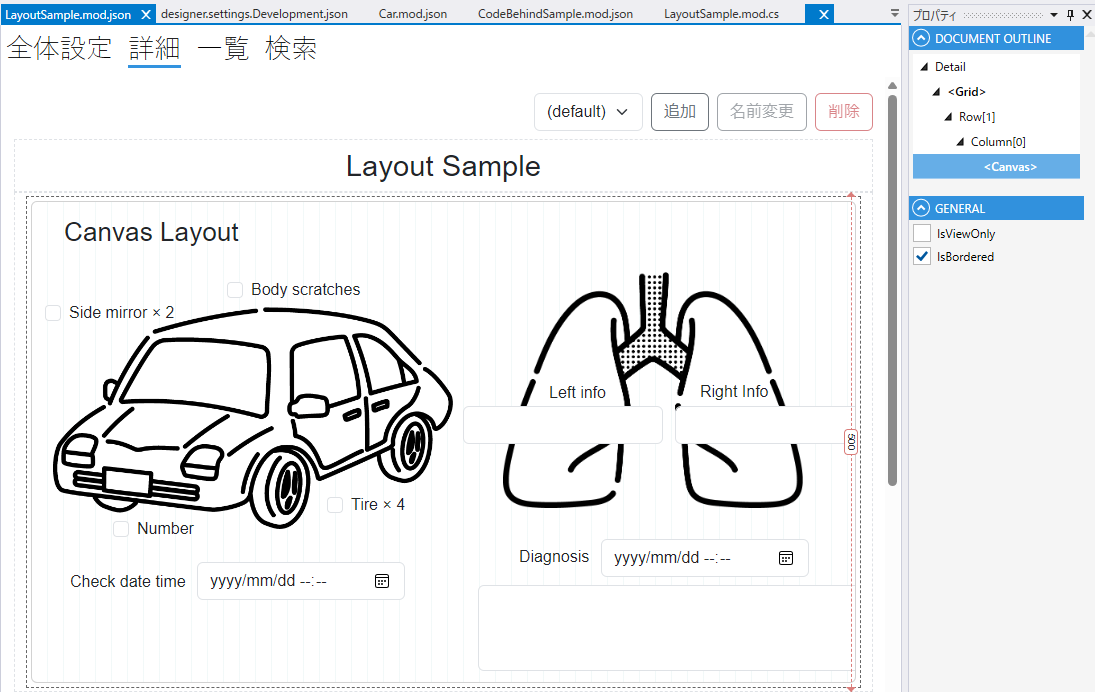 LayoutSample.mod.json designer.settings.Development.json Car.mod.json CodeBehindSample.mod.json LayoutSample.mod.cs
全体設定 詳細 一覧 検索
(default) 追加 名前変更 削除
Layout Sample
Canvas Layout
Body scratches
Side mirror × 2
Left info
Right Info
500
Tire × 4
Number
Diagnosis yyyy/mm/dd --:--
Check date time yyyy/mm/dd --:--
プロパティ
DOCUMENT OUTLINE
Detail
<Grid>
Row[1]
Column[0]
<Canvas>
GENERAL
IsViewOnly
IsBordered